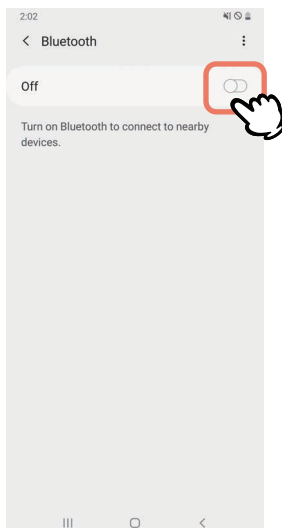 2:02
Bluetooth
Off
Turn on Bluetooth to connect to nearby
devices.